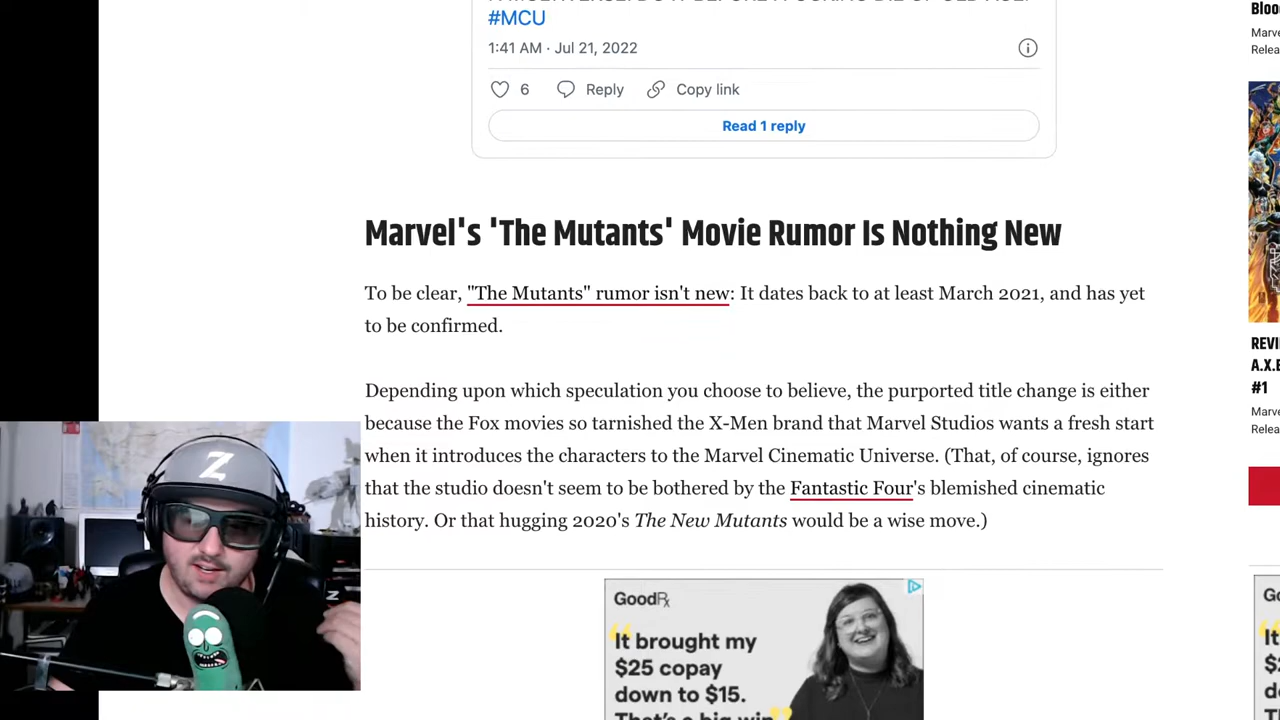 #MCU
1:41 AM · Jul 21, 2022
6 Reply Copy link
Read 1 reply
Marvel's 'The Mutants' Movie Rumor Is Nothing New
To be clear, "The Mutants" rumor isn't new: It dates back to at least March 2021, and has yet
to be confirmed.
Depending upon which speculation you choose to believe, the purported title change is either
because the Fox movies so tarnished the X-Men brand that Marvel Studios wants a fresh start
when it introduces the characters to the Marvel Cinematic Universe. (That, of course, ignores
that the studio doesn't seem to be bothered by the Fantastic Four's blemished cinematic
history. Or that hugging 2020's The New Mutants would be a wise move.)
GoodRx
"It brought my
$25 copay
down to $15.
That's a big win."
Z
A.X.E
#1